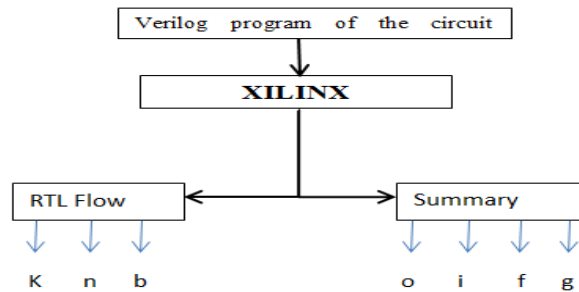 Verilog program of the circuit
XILINX
RTL Flow Summary
K n b o i f g